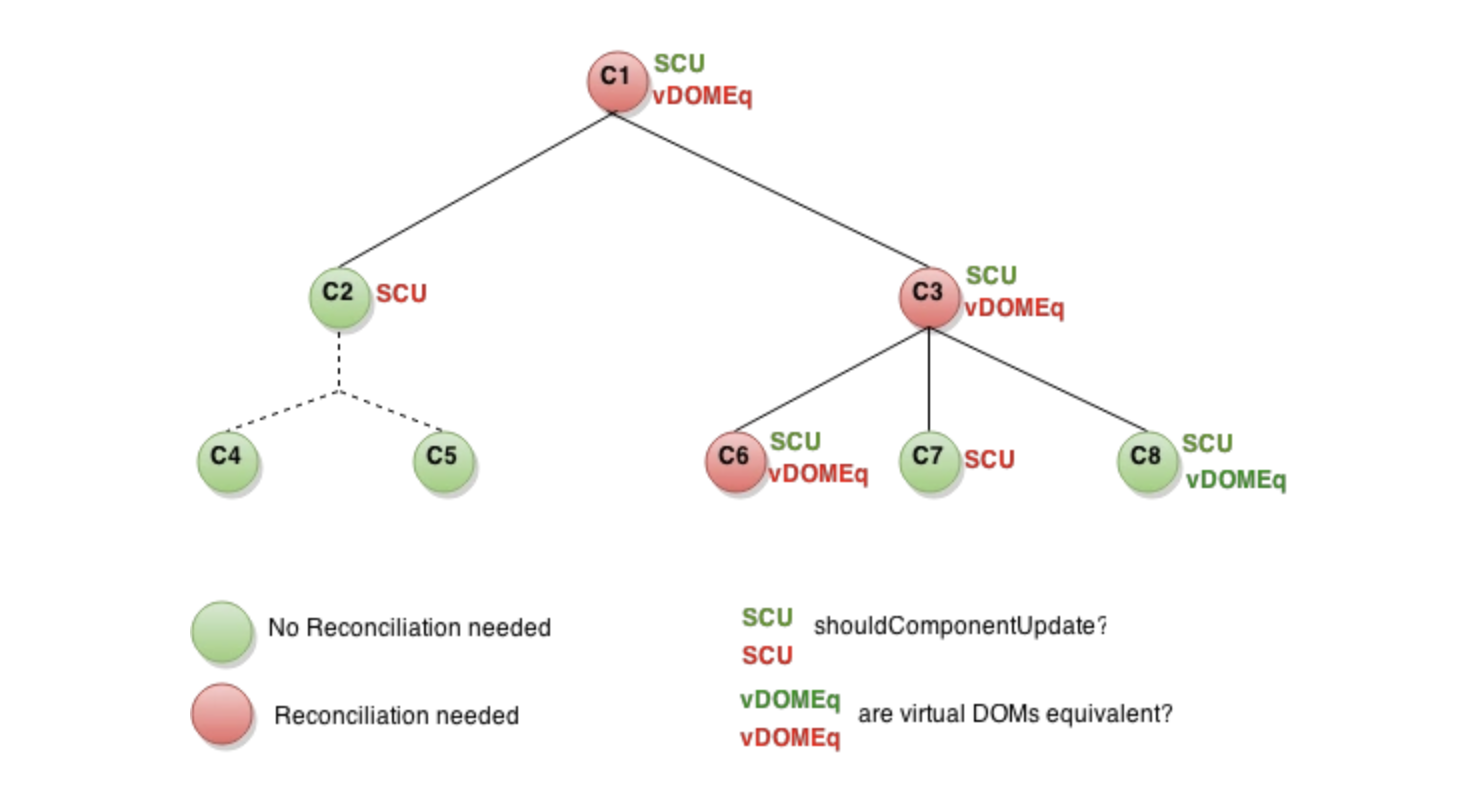 C1 SCU
vDOMEq
C2 SCU
C3 SCU
vDOMEq
C4
C5
C6 SCU
vDOMEq
C7 SCU
C8 SCU
vDOMEq
No Reconciliation needed
Reconciliation needed
SCU
SCU
shouldComponentUpdate?
vDOMEq
vDOMEq
are virtual DOMs equivalent?